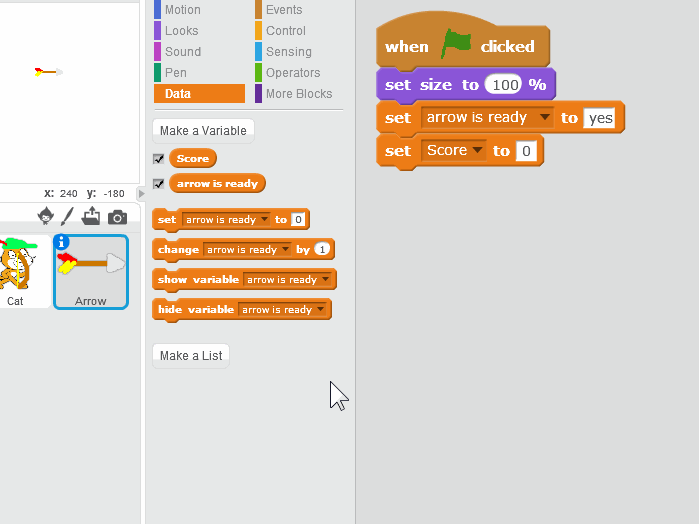 Motion
Events
Looks
Control
Sound
Sensing
Pen
Operators
Data
More Blocks
Make a Variable
Score
arrow is ready
set arrow is ready to 0
change arrow is ready by 1
show variable arrow is ready
hide variable arrow is ready
Make a List
x: 240 y: -180
i
Cat
Arrow
when clicked
set size to 100 %
set arrow is ready to yes
set Score to 0